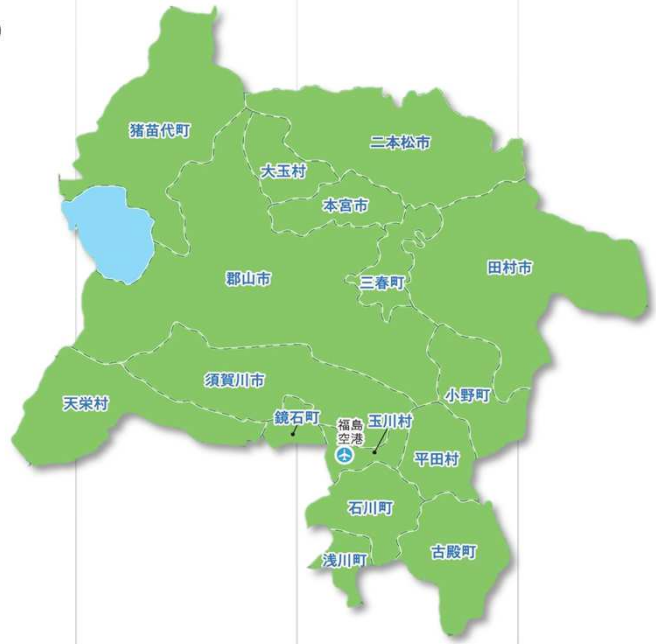 猪苗代町
二本松市
大玉村
本宮市
郡山市
三春町
田村市
須賀川市
天栄村
小野町
鏡石町
福島
空港
玉川村
平田村
石川町
浅川町
古殿町